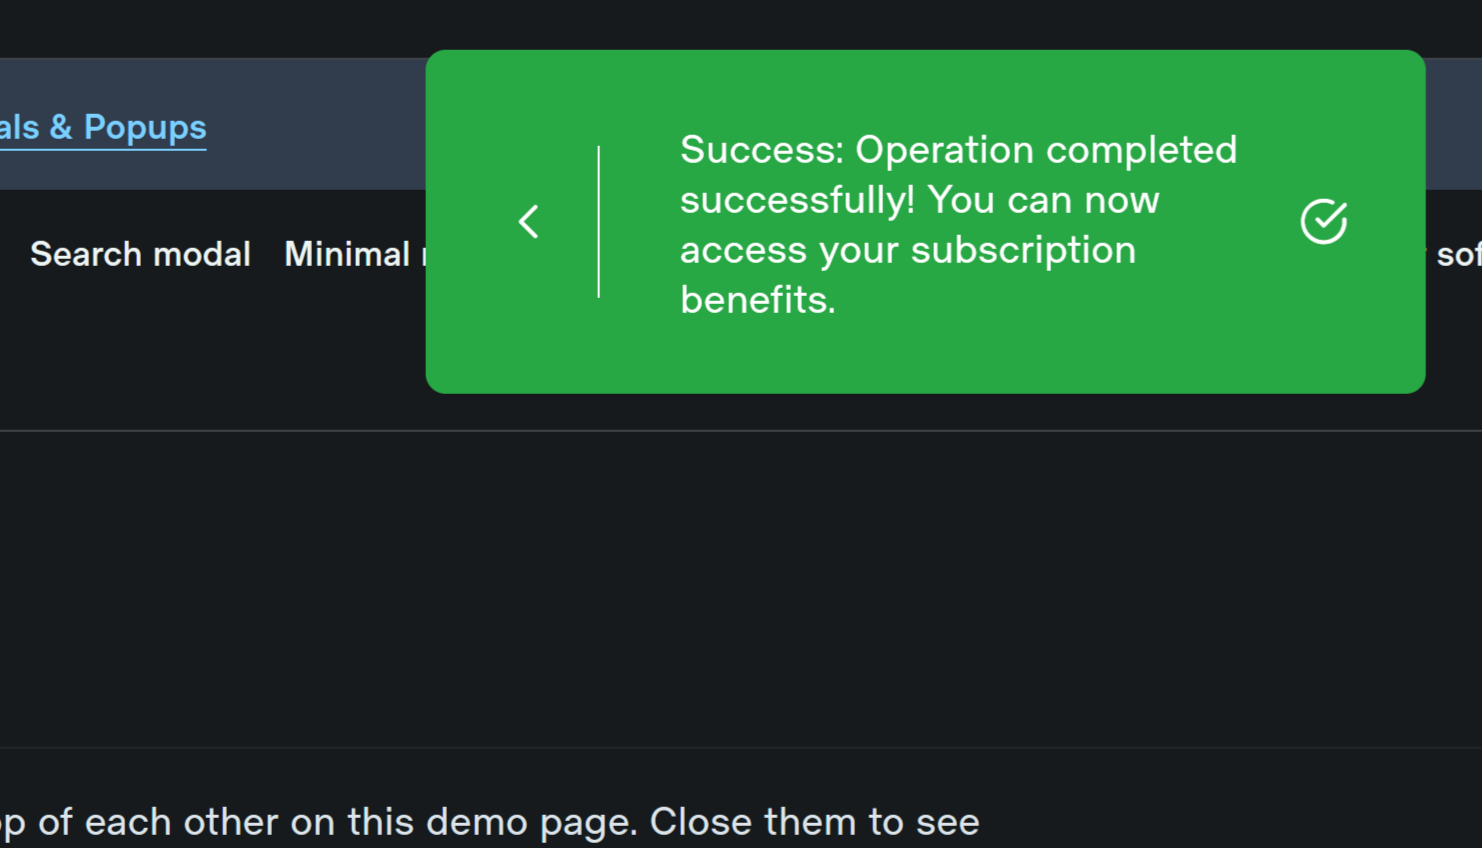 als & Popups
Success: Operation completed
successfully! You can now
access your subscription
benefits.
Search modal Minimal
sof
op of each other on this demo page. Close them to see